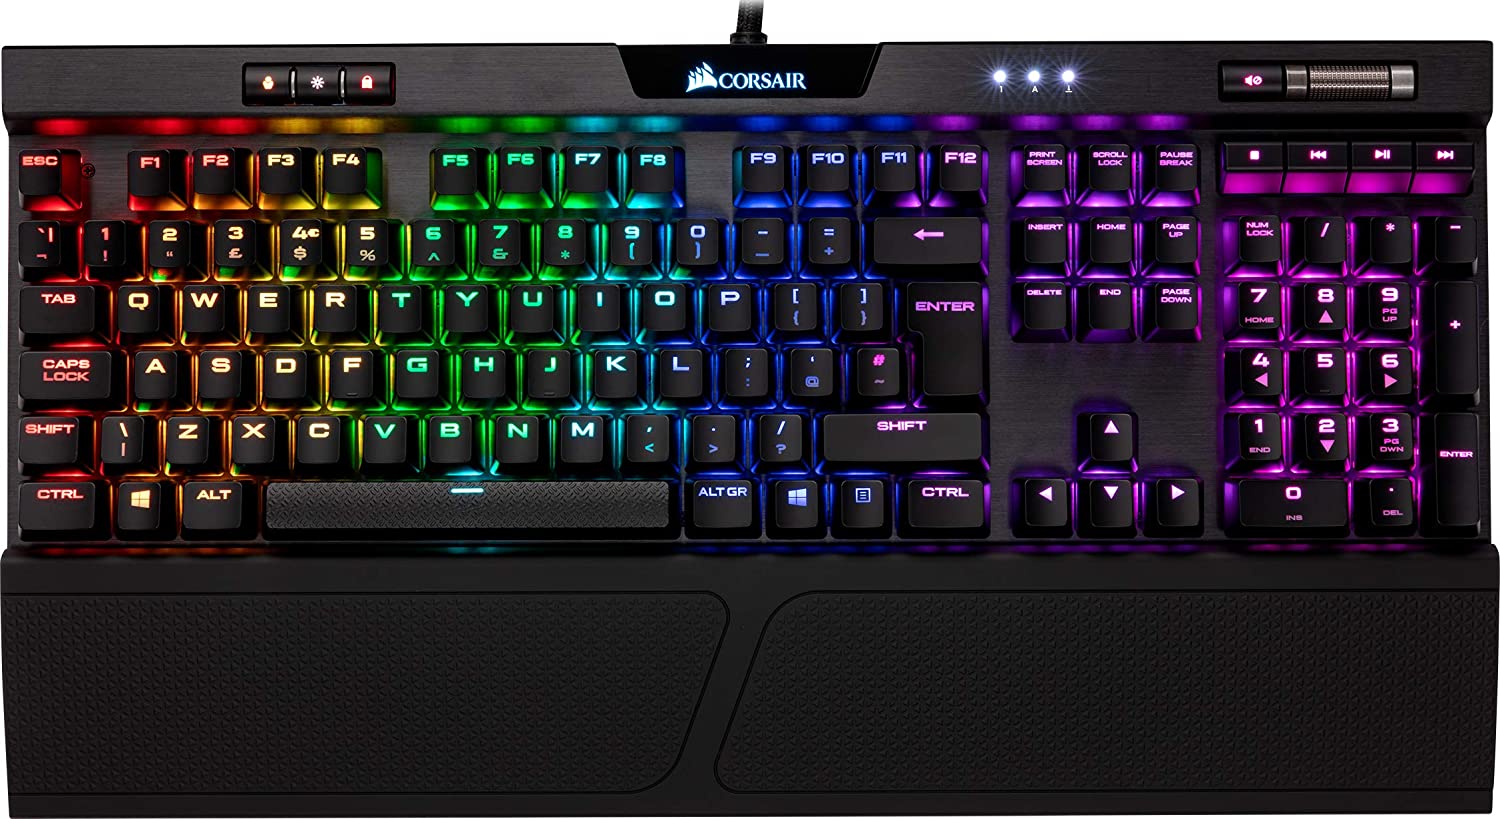 CORSAIR
1 A ⊥
ESC F1 F2 F3 F4 F5 F6 F7 F8 F9 F10 F11 F12 PRINT SCREEN SCROLL LOCK PAUSE BREAK
` ¦ ¬ 1 ! 2 “ 3 £ 4 € $ 5 % 6 ^ 7 & 8 * 9 ( 0 ) - _ = + ← INSERT HOME PAGE UP NUM LOCK / * -
TAB Q W E R T Y U I O P [ { ] } ENTER DELETE END PAGE DOWN 7 HOME 8 ▲ 9 PG UP +
CAPS LOCK A S D F G H J K L ; : ' @ # ~ 4 ◀ 5 6 ▶
SHIFT \ | Z X C V B N M , < . > / ? SHIFT ▲ 1 END 2 ▼ 3 PG DWN ENTER
CTRL ALT ALT GR CTRL ◀ ▼ ▶ 0 INS . DEL